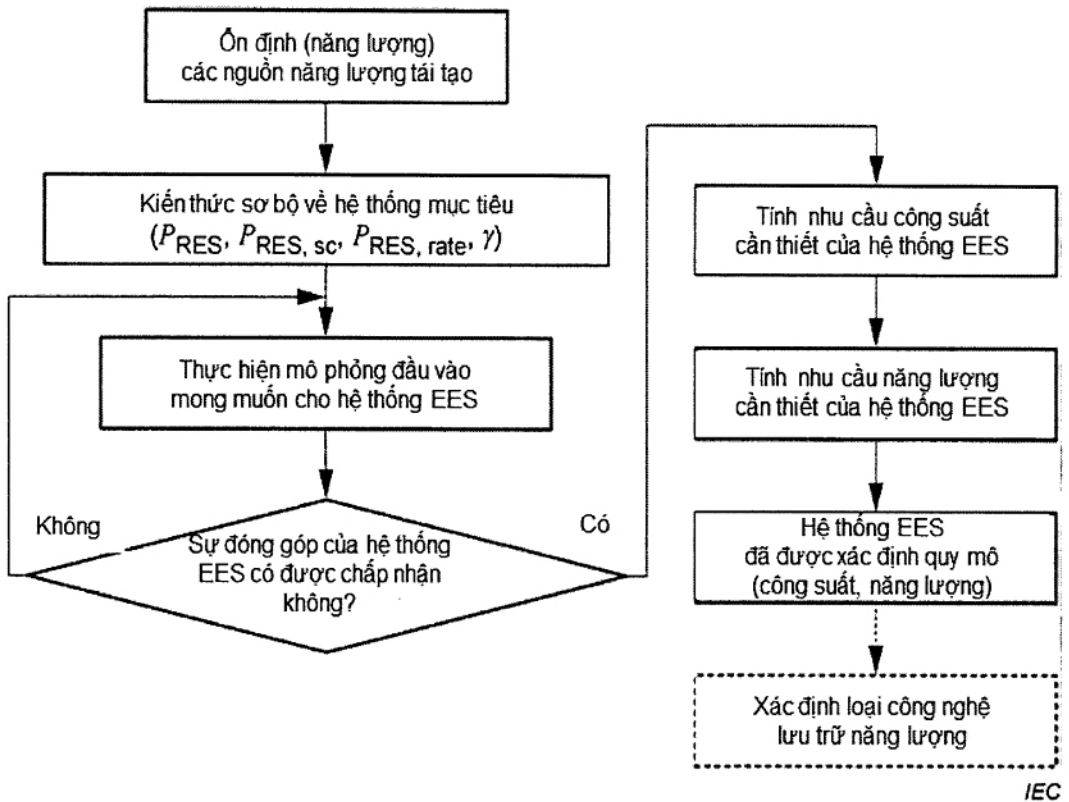 Ổn định (năng lượng)
các nguồn năng lượng tái tạo
Kiến thức sơ bộ về hệ thống mục tiêu
(P_RES, P_RES, sc, P_RES, rate, γ)
Thực hiện mô phỏng đầu vào
mong muốn cho hệ thống EES
Không
Sự đóng góp của hệ thống
EES có được chấp nhận
không?
Có
Tính nhu cầu công suất
cần thiết của hệ thống EES
Tính nhu cầu năng lượng
cần thiết của hệ thống EES
Hệ thống EES
đã được xác định quy mô
(công suất, năng lượng)
Xác định loại công nghệ
lưu trữ năng lượng
IEC